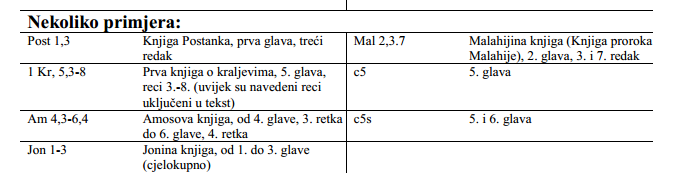 Nekoliko primjera:
Post 1,3 Knjiga Postanka, prva glava, treći
redak
Mal 2,3.7 Malahijina knjiga (Knjiga proroka
Malahije), 2. glava, 3. i 7. redak
1 Kr, 5,3-8 Prva knjiga o kraljevima, 5. glava,
reci 3.-8. (uvijek su navedeni reci
uključeni u tekst)
c5 5. glava
Am 4,3-6,4 Amosova knjiga, od 4. glave, 3. retka
do 6. glave, 4. retka
c5s 5. i 6. glava
Jon 1-3 Jonina knjiga, od 1. do 3. glave
(cjelokupno)